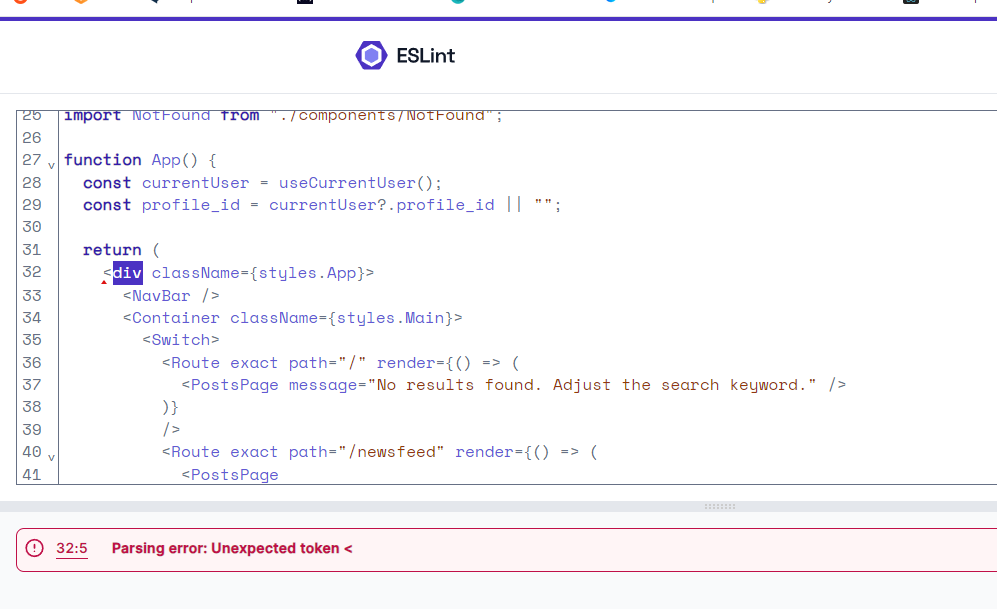 ESLint
25 import NotFound from "./components/NotFound";
26
27 function App() {
28 const currentUser = useCurrentUser();
29 const profile_id = currentUser?.profile_id || "";
30
31 return (
32 <div className={styles.App}>
33 <NavBar />
34 <Container className={styles.Main}>
35 <Switch>
36 <Route exact path="/" render={() => (
37 <PostsPage message="No results found. Adjust the search keyword." />
38 )}
39 />
40 <Route exact path="/newsfeed" render={() => (
41 <PostsPage
32:5 Parsing error: Unexpected token <